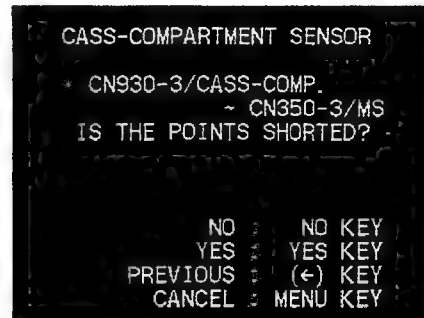 CASS-COMPARTMENT SENSOR
* CN930-3/CASS-COMP.
~ CN350-3/MS
IS THE POINTS SHORTED?
NO : NO KEY
YES : YES KEY
PREVIOUS : (←) KEY
CANCEL : MENU KEY